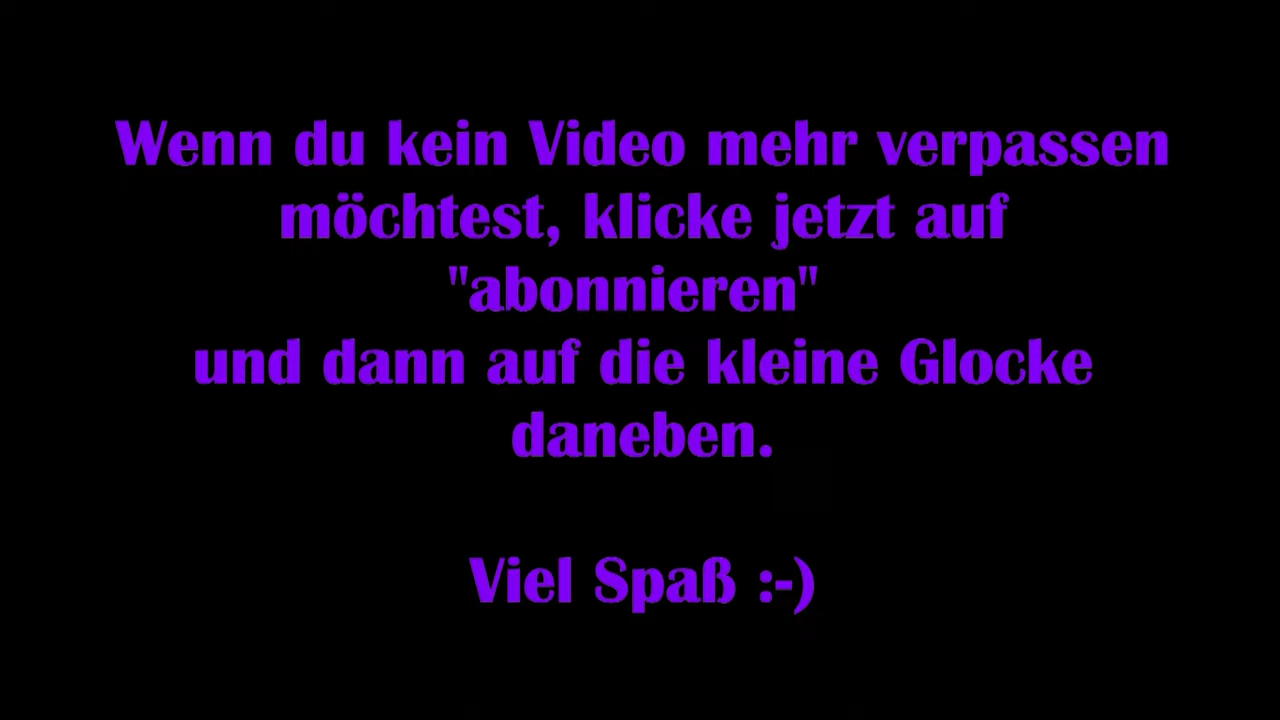 Wenn du kein Video mehr verpassen
möchtest, klicke jetzt auf
"abonnieren"
und dann auf die kleine Glocke
daneben.
Viel Spaß :-)